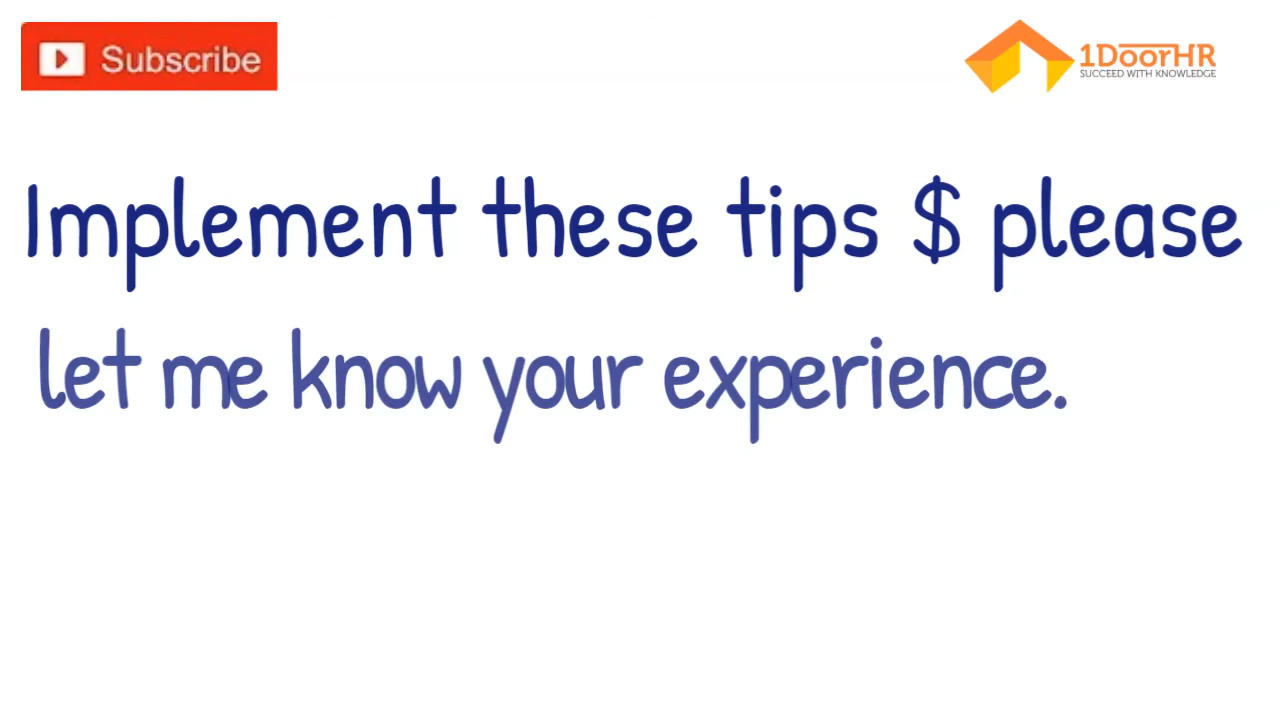 Subscribe
1DoorHR
SUCCEED WITH KNOWLEDGE
Implement these tips $ please
let me know your experience.